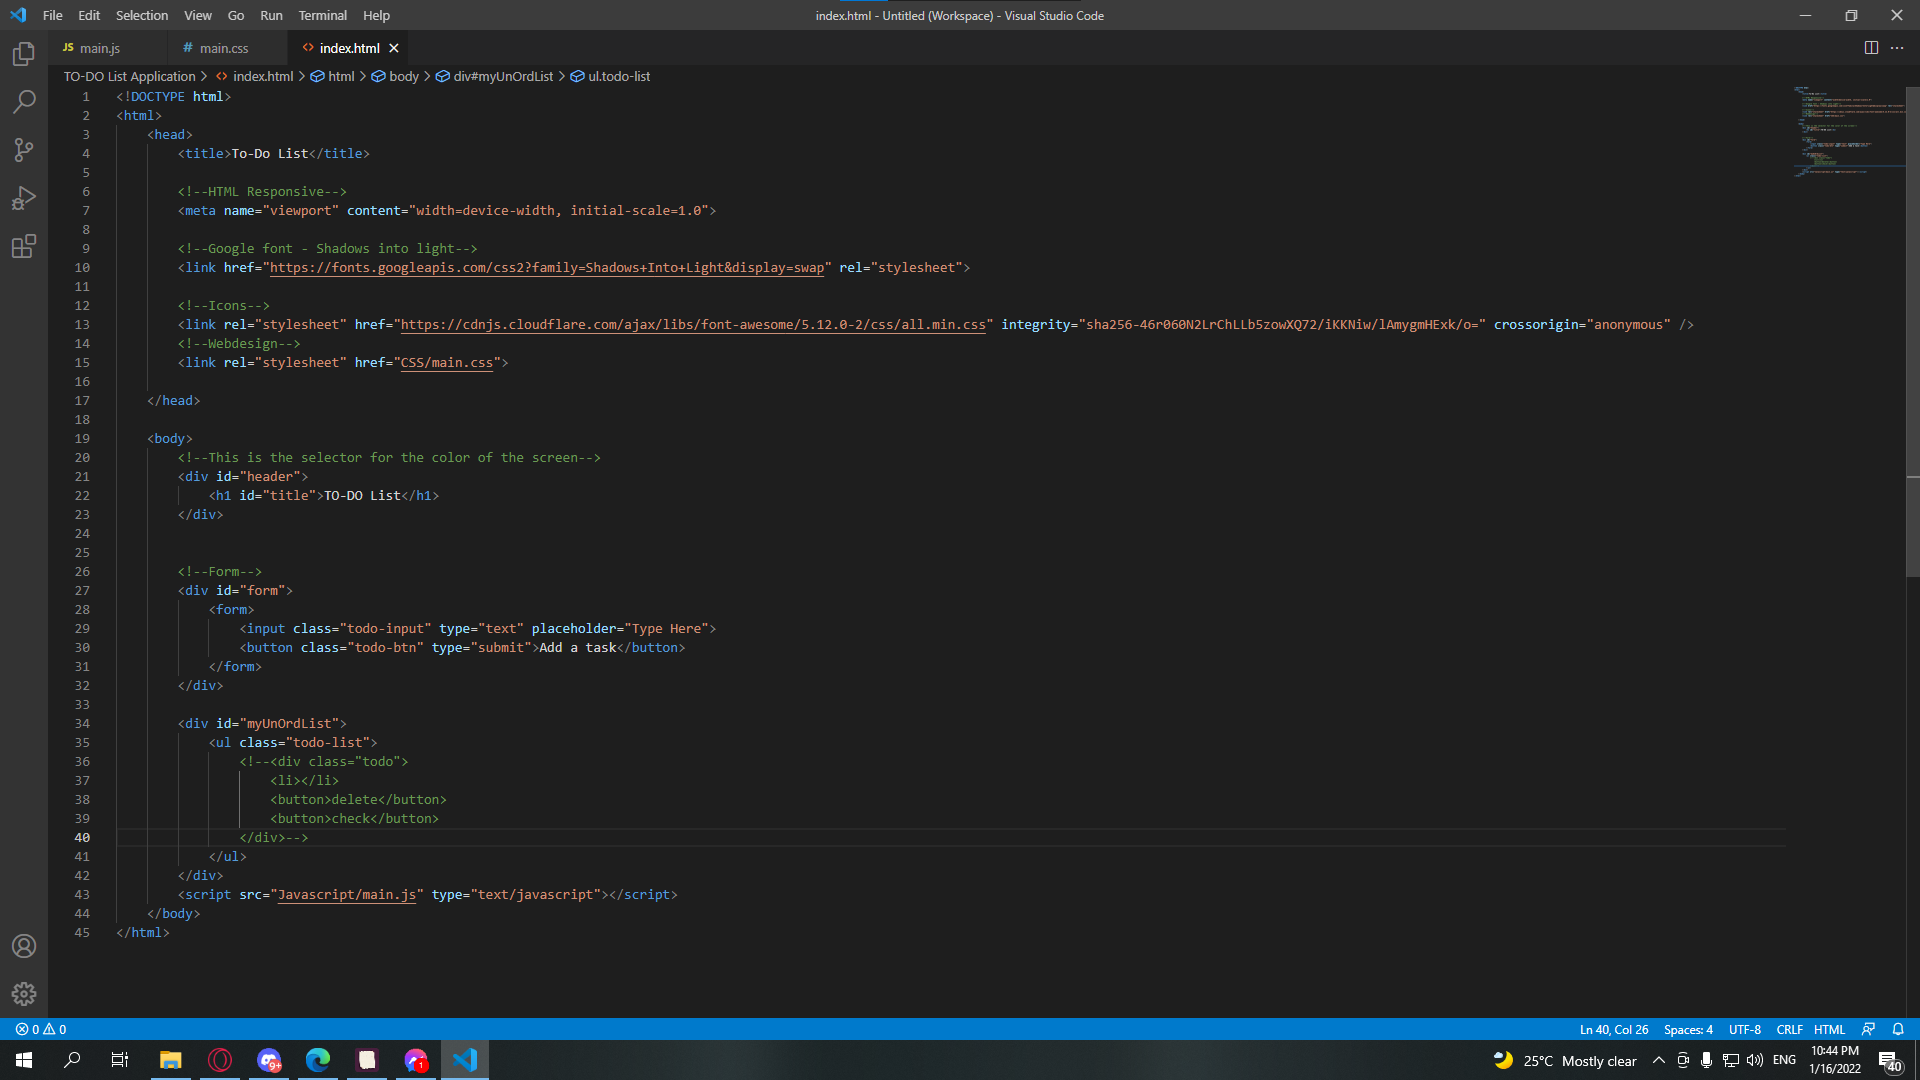 File Edit Selection View Go Run Terminal Help
index.html - Untitled (Workspace) - Visual Studio Code
JS main.js # main.css <> index.html
TO-DO List Application > <> index.html > html > body > div#myUnOrdList > ul.todo-list
1 <!DOCTYPE html>
2 <html>
3 <head>
4 <title>To-Do List</title>
5
6 <!--HTML Responsive-->
7 <meta name="viewport" content="width=device-width, initial-scale=1.0">
8
9 <!--Google font - Shadows into light-->
10 <link href="https://fonts.googleapis.com/css2?family=Shadows+Into+Light&display=swap" rel="stylesheet">
11
12 <!--Icons-->
13 <link rel="stylesheet" href="https://cdnjs.cloudflare.com/ajax/libs/font-awesome/5.12.0-2/css/all.min.css" integrity="sha256-46r060N2LrChLLb5zowXQ72/iKKNiw/lAmygmHExk/o=" crossorigin="anonymous" />
14 <!--Webdesign-->
15 <link rel="stylesheet" href="CSS/main.css">
16
17 </head>
18
19 <body>
20 <!--This is the selector for the color of the screen-->
21 <div id="header">
22 <h1 id="title">TO-DO List</h1>
23 </div>
24
25
26 <!--Form-->
27 <div id="form">
28 <form>
29 <input class="todo-input" type="text" placeholder="Type Here">
30 <button class="todo-btn" type="submit">Add a task</button>
31 </form>
32 </div>
33
34 <div id="myUnOrdList">
35 <ul class="todo-list">
36 <!--<div class="todo">
37 <li></li>
38 <button>delete</button>
39 <button>check</button>
40 </div>-->
41 </ul>
42 </div>
43 <script src="Javascript/main.js" type="text/javascript"></script>
44 </body>
45 </html>
0 0
Ln 40, Col 26 Spaces: 4 UTF-8 CRLF HTML
9+ 1
25°C Mostly clear ENG
10:44 PM
1/16/2022
40